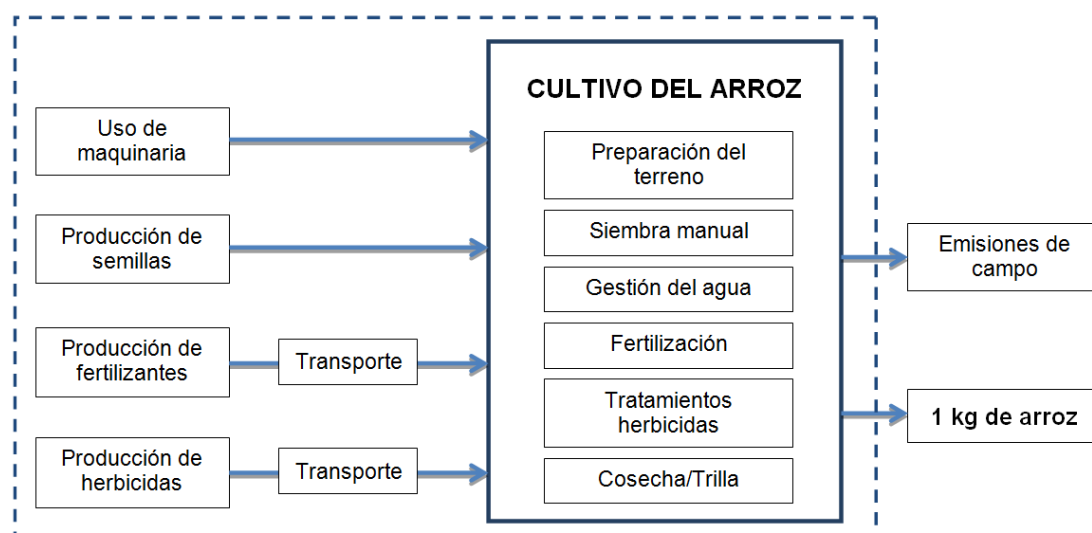 CULTIVO DEL ARROZ
Uso de
maquinaria
Producción de
semillas
Producción de
fertilizantes
Transporte
Producción de
herbicidas
Transporte
Preparación del
terreno
Siembra manual
Gestión del agua
Fertilización
Tratamientos
herbicidas
Cosecha/Trilla
Emisiones de
campo
1 kg de arroz